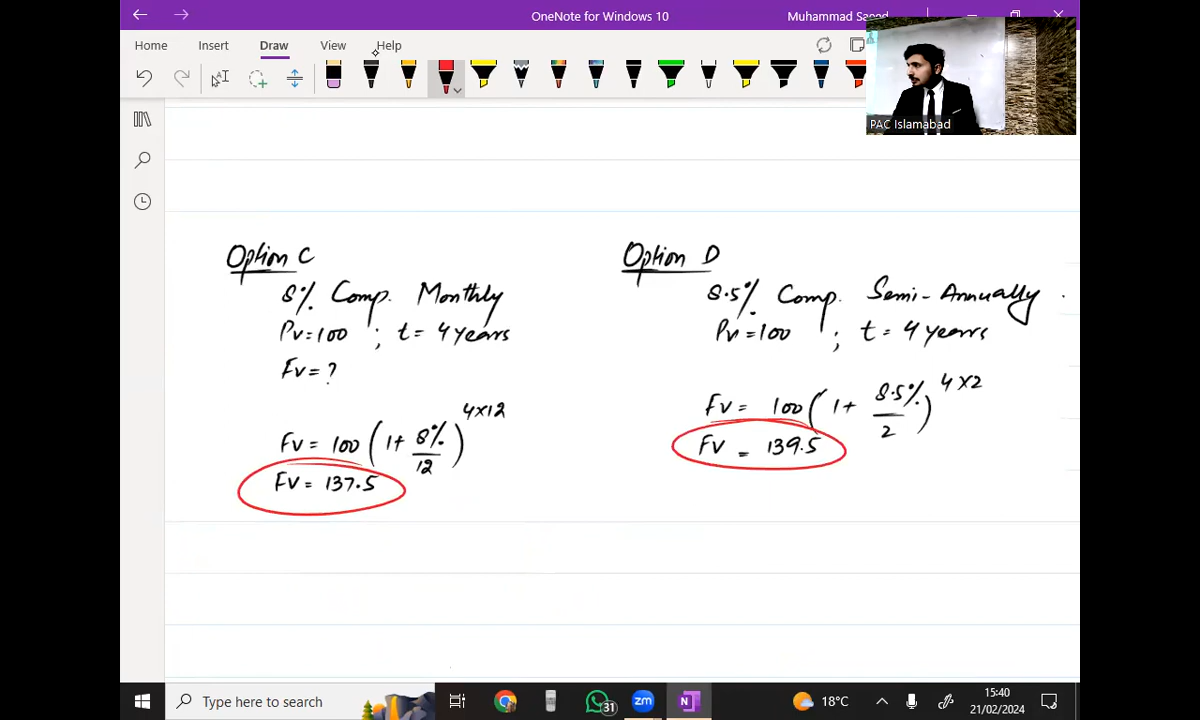 OneNote for Windows 10
Muhammad Saeed
Home Insert Draw View Help
PAC Islamabad
Option C
8% Comp. Monthly
PV=100 ; t= 4 years
FV= ?
FV= 100 (1+ 8%/12)^4×12
FV= 137.5
Option D
8.5% Comp. Semi-Annually
PV=100 ; t= 4 years
FV= 100 (1+ 8.5%/2)^4×2
FV = 139.5
Type here to search
31
18°C
15:40
21/02/2024